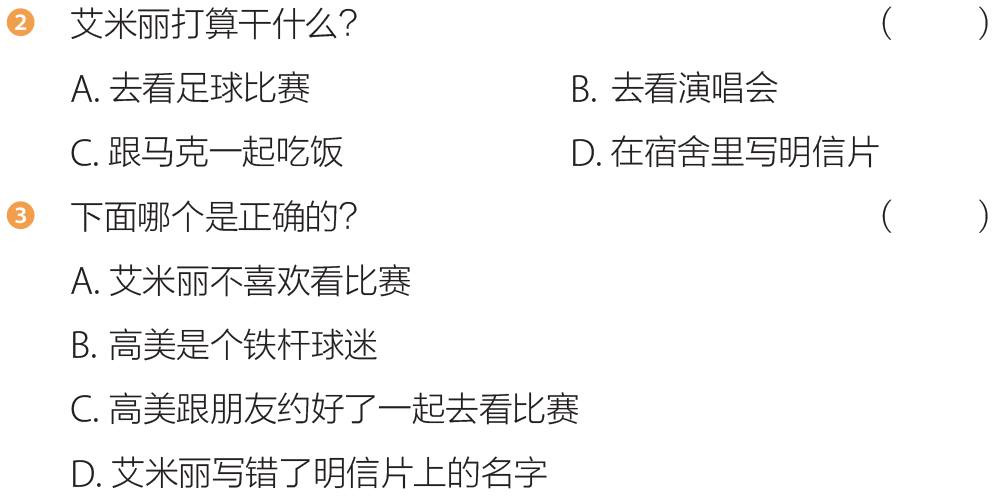 2 艾米丽打算干什么? ( )
A. 去看足球比赛 B. 去看演唱会
C. 跟马克一起吃饭 D. 在宿舍里写明信片
3 下面哪个是正确的? ( )
A. 艾米丽不喜欢看比赛
B. 高美是个铁杆球迷
C. 高美跟朋友约好了一起去看比赛
D. 艾米丽写错了明信片上的名字